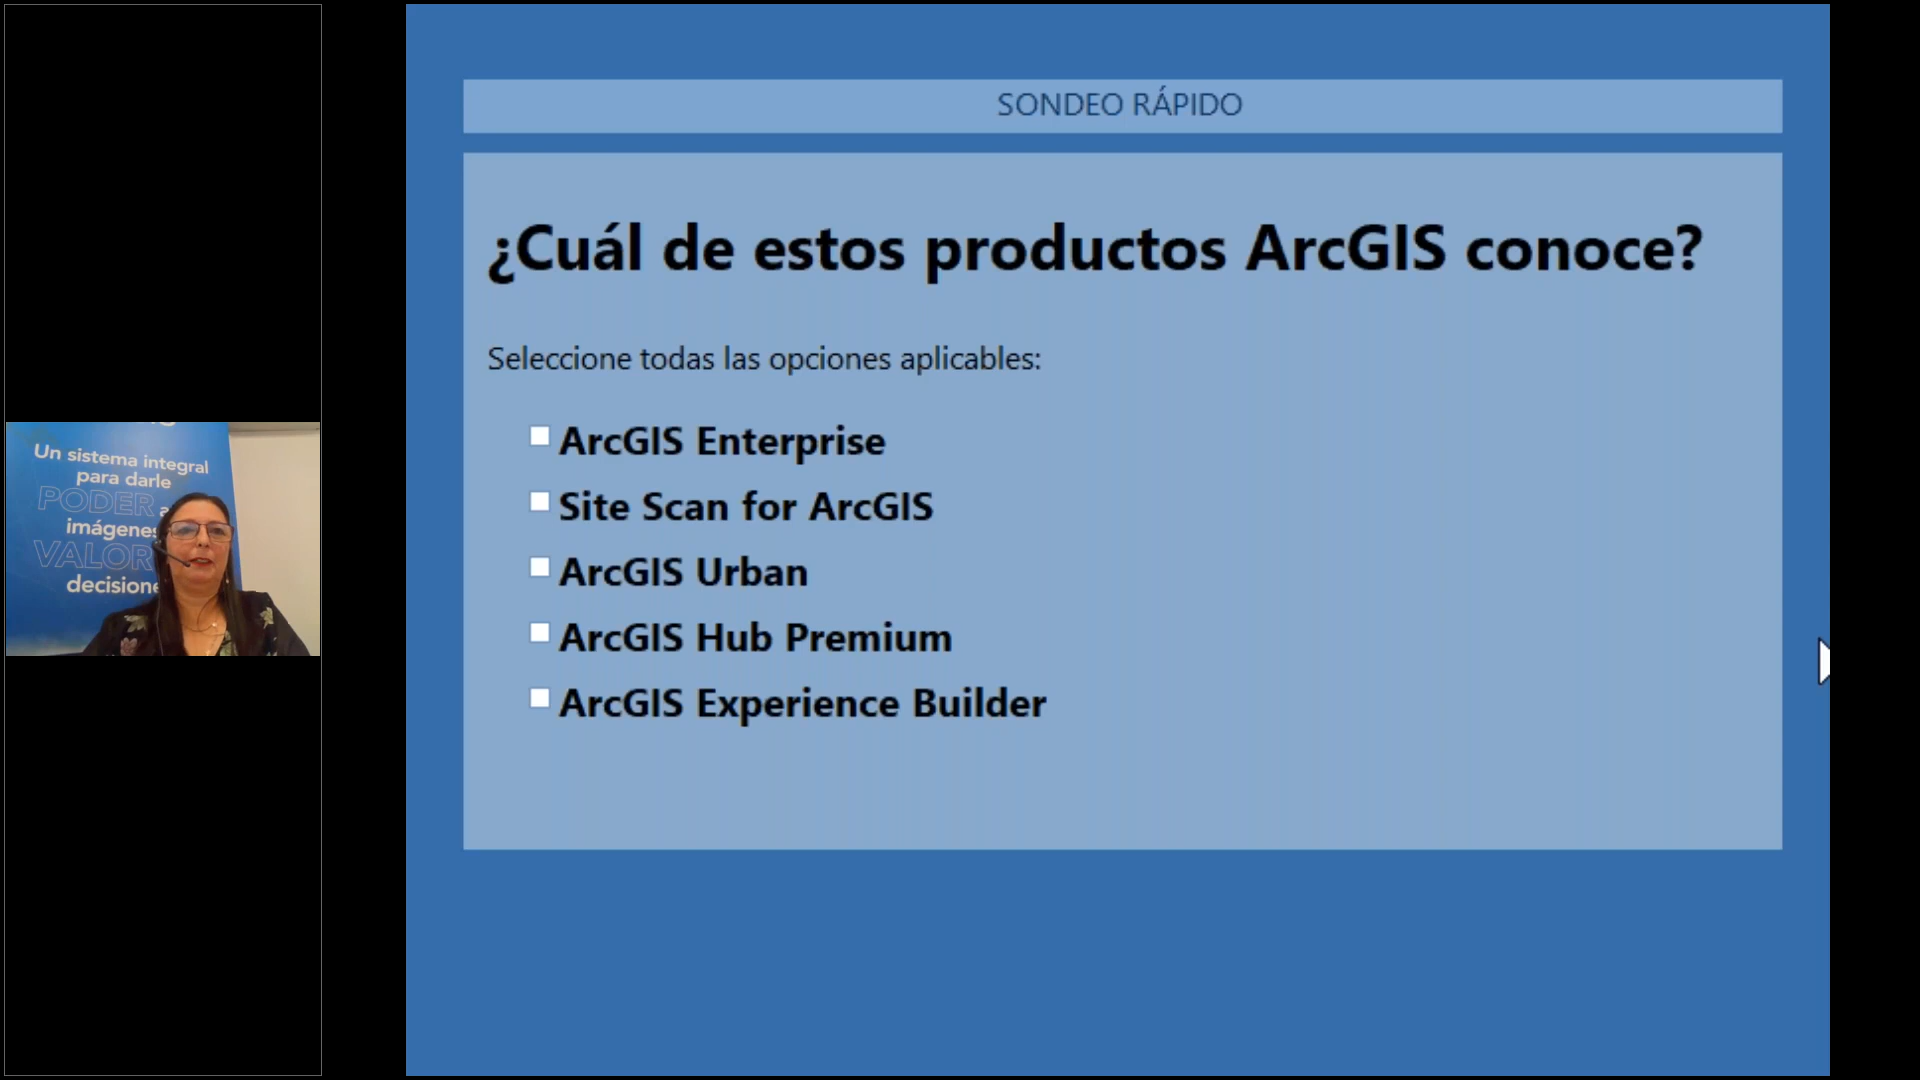 SONDEO RÁPIDO
¿Cuál de estos productos ArcGIS conoce?
Seleccione todas las opciones aplicables:
ArcGIS Enterprise
Site Scan for ArcGIS
ArcGIS Urban
ArcGIS Hub Premium
ArcGIS Experience Builder
Un sistema integral
para darle
PODER a
imágenes
VALOR
decisione